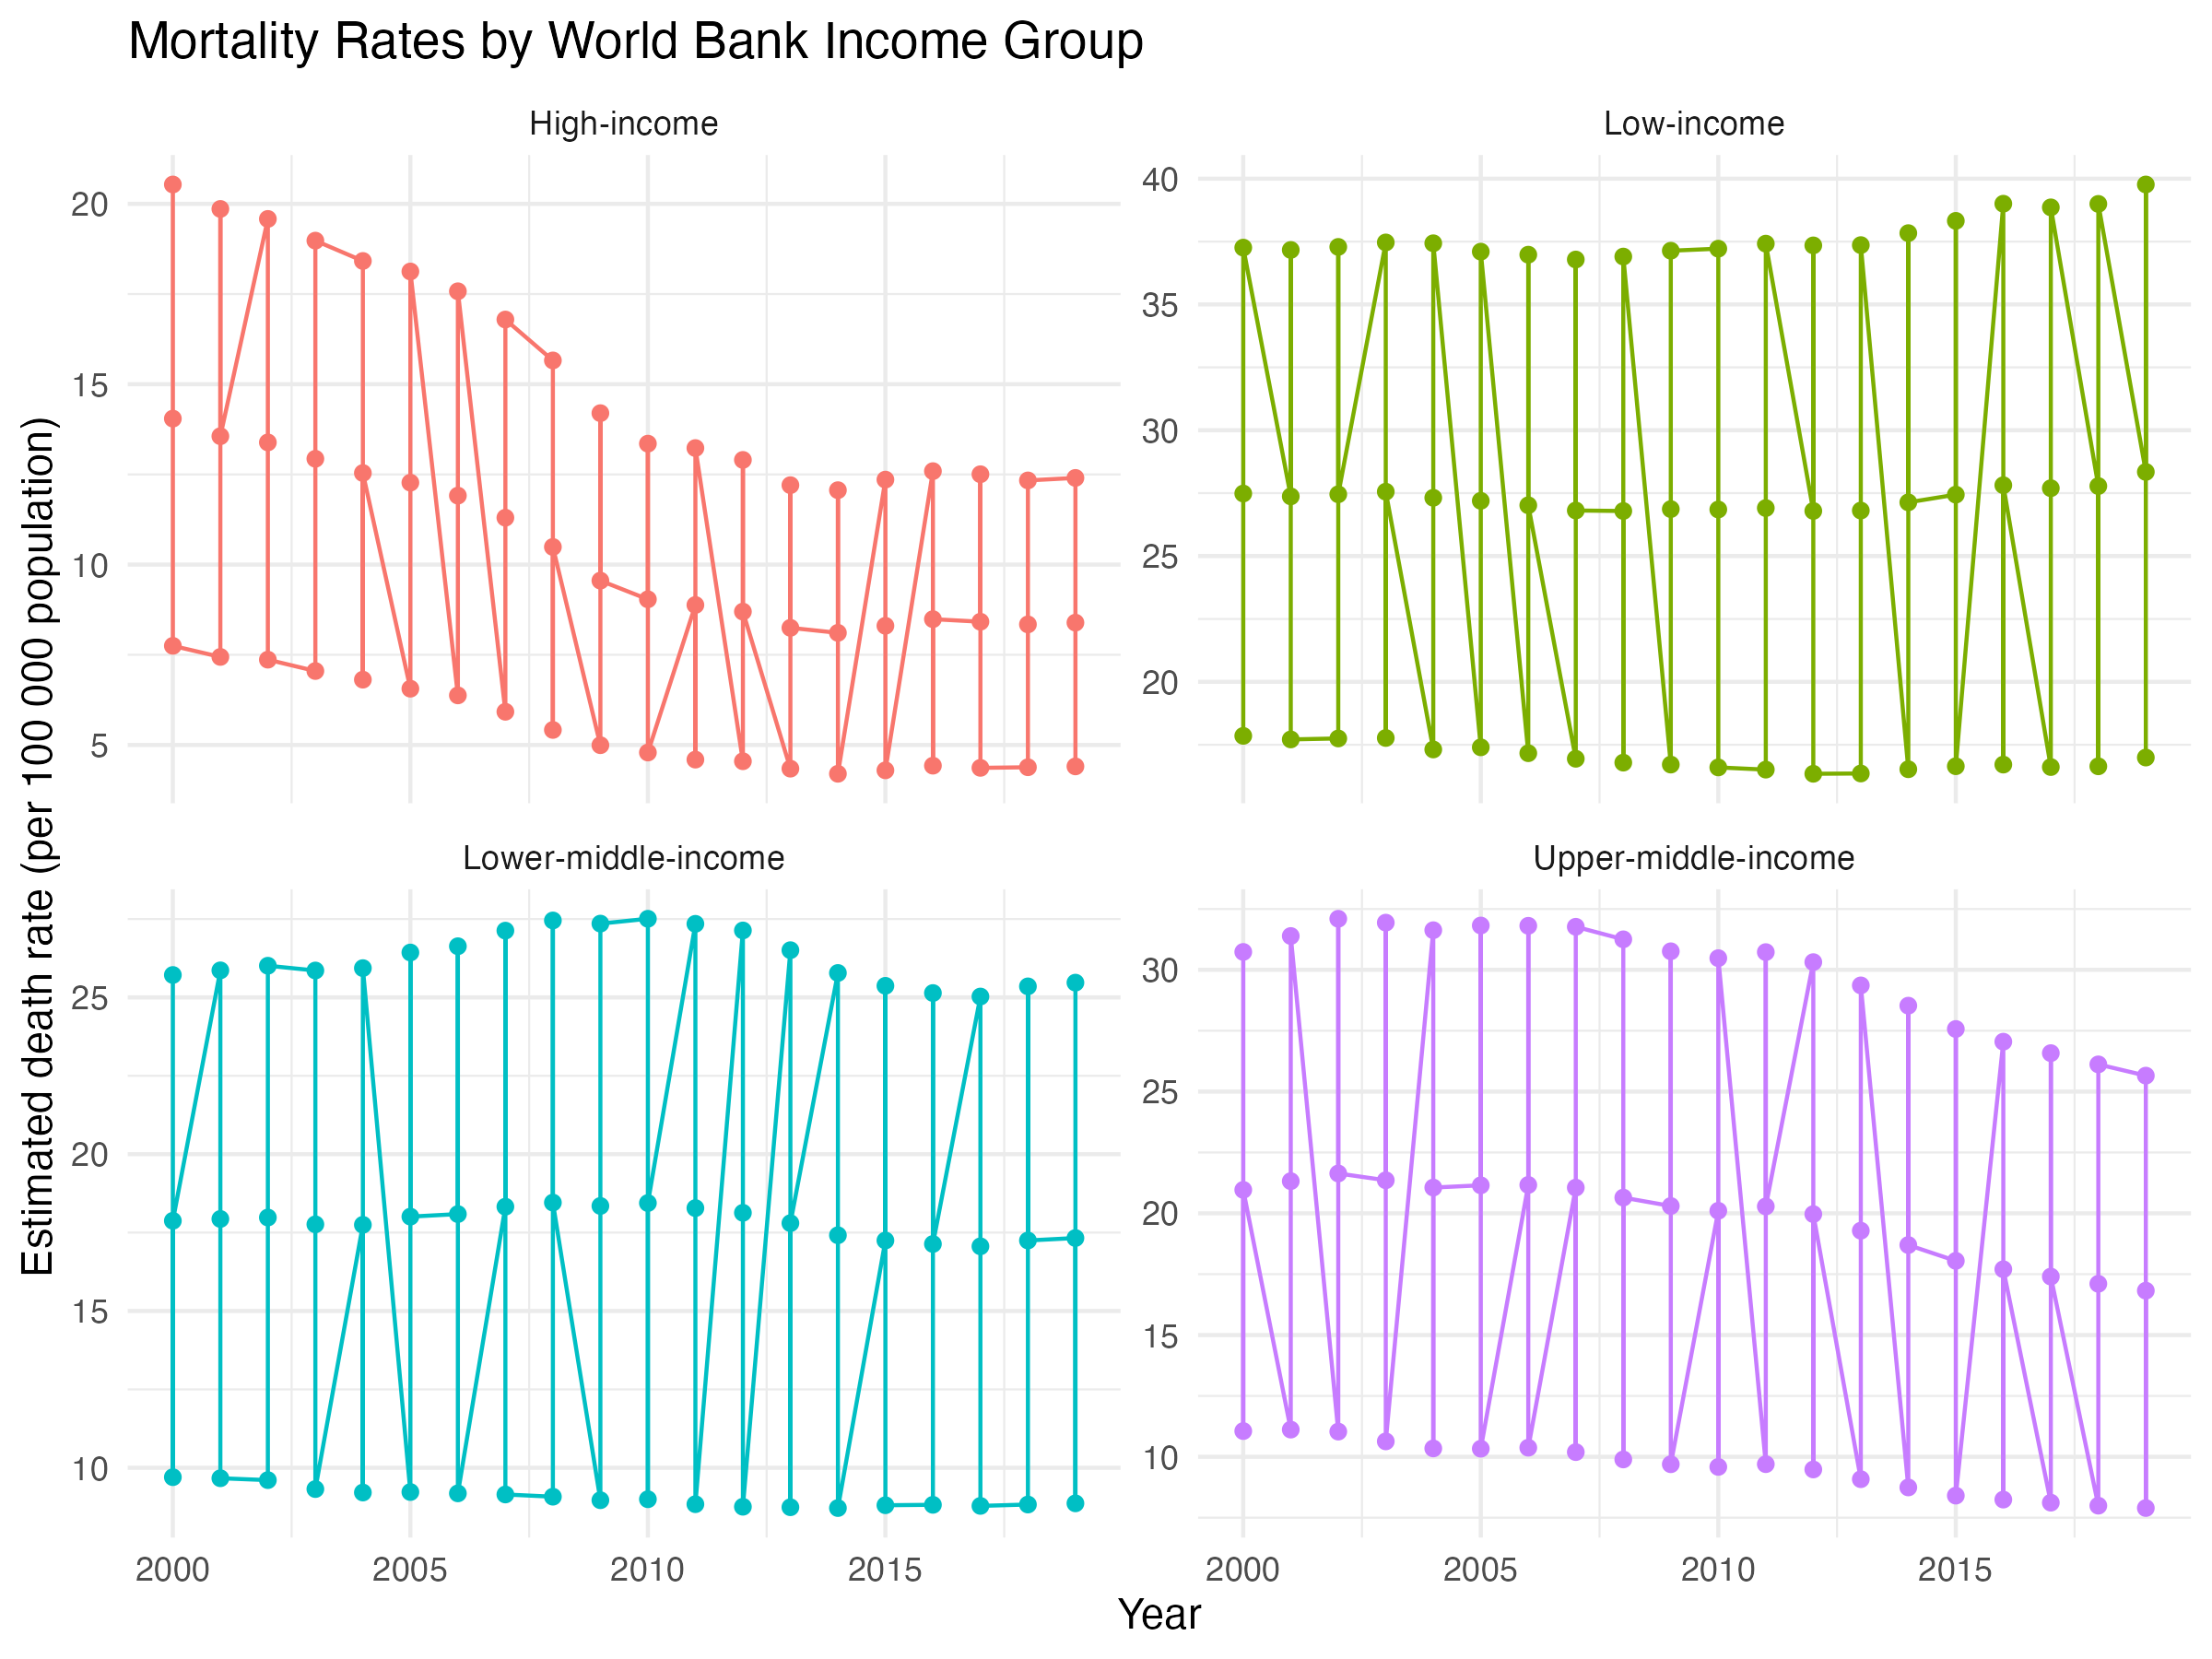 Mortality Rates by World Bank Income Group
High-income
Low-income
20
15
10
5
40
35
30
25
20
Estimated death rate (per 100 000 population)
Lower-middle-income
Upper-middle-income
25
20
15
10
30
25
20
15
10
2000 2005 2010 2015
2000 2005 2010 2015
Year